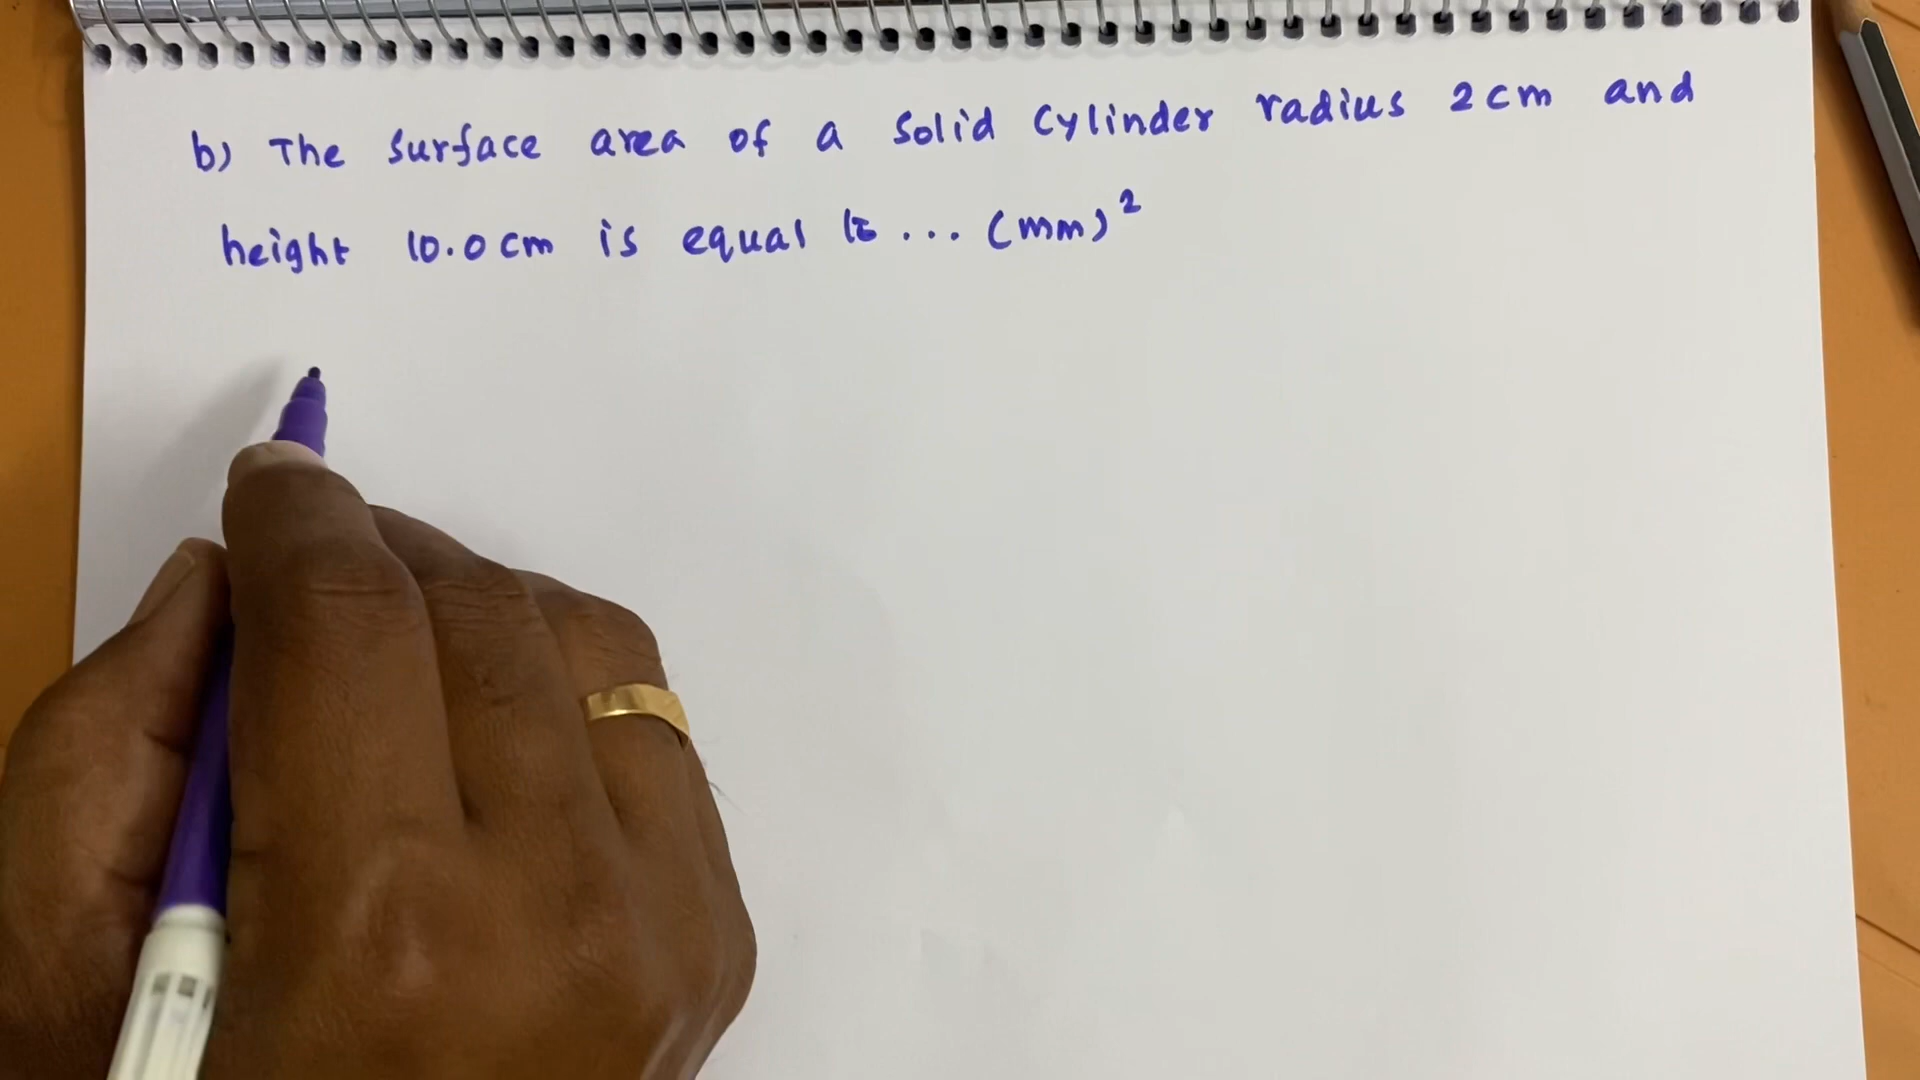 b) The surface area of a solid cylinder radius 2cm and
height 10.0cm is equal to ... (mm)²